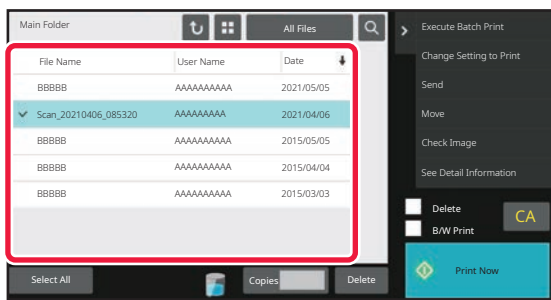 Main Folder
All Files
File Name User Name Date
BBBBB AAAAAAAAAA 2021/05/05
Scan_20210406_085320 AAAAAAAAA 2021/04/06
BBBBB AAAAAAAAAA 2015/05/05
BBBBB AAAAAAAAAA 2015/04/04
BBBBB AAAAAAAAAA 2015/03/03
Select All
Copies
Delete
Execute Batch Print
Change Setting to Print
Send
Move
Check Image
See Detail Information
Delete
B/W Print
CA
Print Now